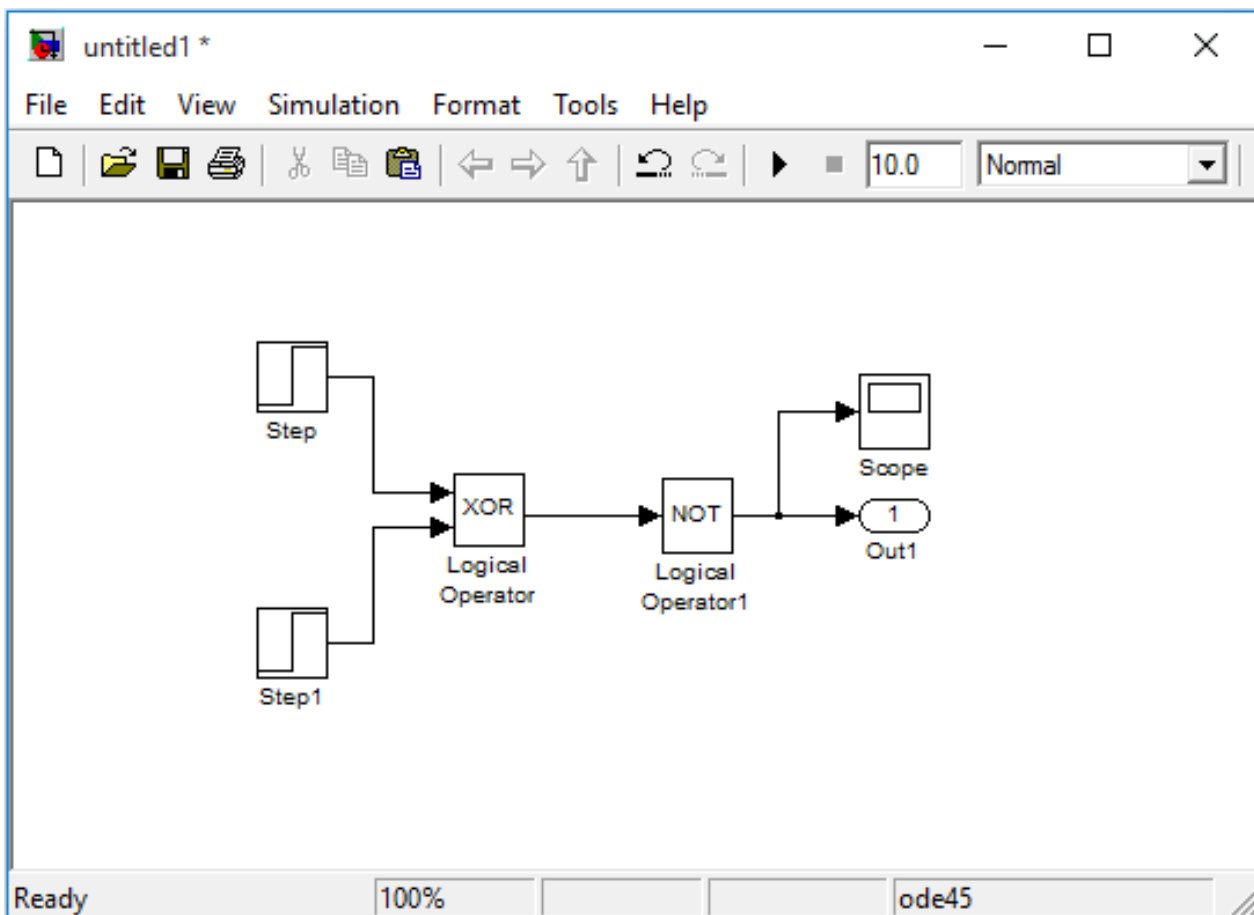 untitled1 *
File Edit View Simulation Format Tools Help
10.0 Normal
Step
XOR
Logical
Operator
NOT
Logical
Operator1
Scope
1
Out1
Step1
Ready 100% ode45